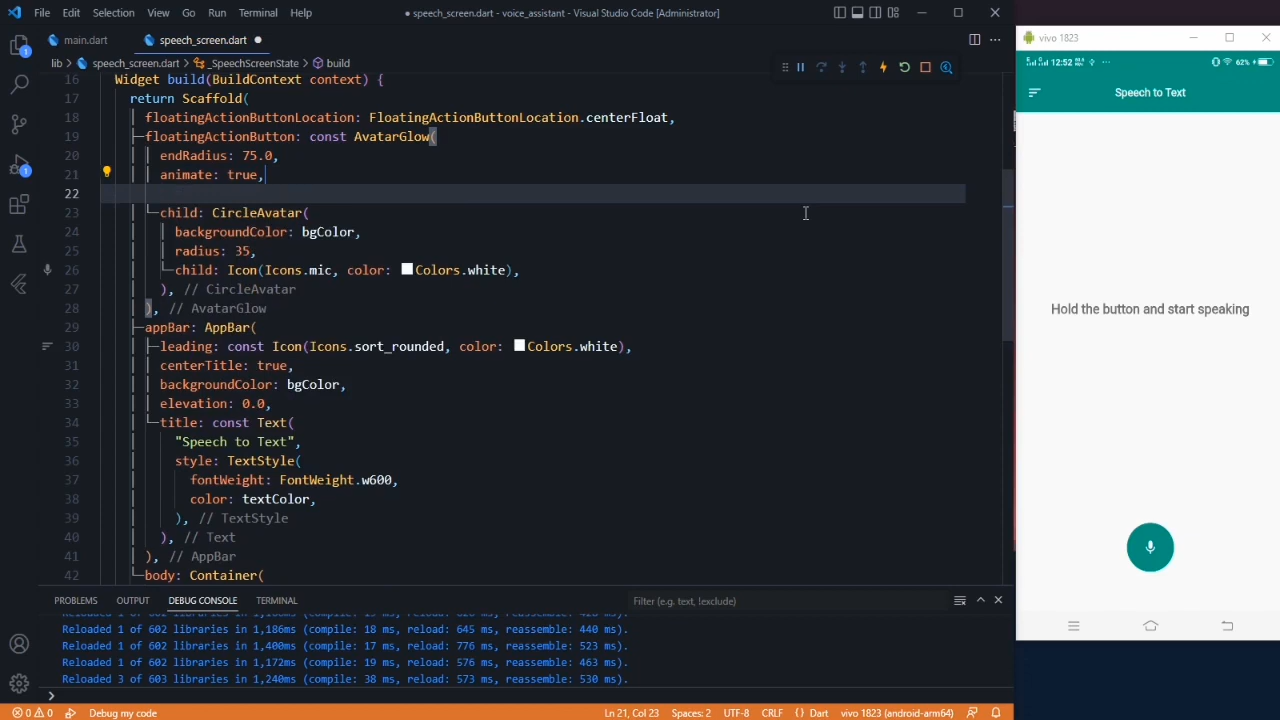 File Edit Selection View Go Run Terminal Help
● speech_screen.dart - voice_assistant - Visual Studio Code [Administrator]
main.dart
speech_screen.dart ●
lib > speech_screen.dart > _SpeechScreenState > build
16 Widget build(BuildContext context) {
17 return Scaffold(
18 floatingActionButtonLocation: FloatingActionButtonLocation.centerFloat,
19 floatingActionButton: const AvatarGlow(
20 endRadius: 75.0,
21 animate: true,
22
23 child: CircleAvatar(
24 backgroundColor: bgColor,
25 radius: 35,
26 child: Icon(Icons.mic, color: Colors.white),
27 ), // CircleAvatar
28 ), // AvatarGlow
29 appBar: AppBar(
30 leading: const Icon(Icons.sort_rounded, color: Colors.white),
31 centerTitle: true,
32 backgroundColor: bgColor,
33 elevation: 0.0,
34 title: const Text(
35 "Speech to Text",
36 style: TextStyle(
37 fontWeight: FontWeight.w600,
38 color: textColor,
39 ), // TextStyle
40 ), // Text
41 ), // AppBar
42 body: Container(
PROBLEMS OUTPUT DEBUG CONSOLE TERMINAL
Filter (e.g. text, !exclude)
Reloaded 1 of 602 libraries in 1,186ms (compile: 18 ms, reload: 645 ms, reassemble: 440 ms).
Reloaded 1 of 602 libraries in 1,400ms (compile: 17 ms, reload: 776 ms, reassemble: 523 ms).
Reloaded 1 of 602 libraries in 1,172ms (compile: 19 ms, reload: 576 ms, reassemble: 463 ms).
Reloaded 3 of 603 libraries in 1,240ms (compile: 38 ms, reload: 573 ms, reassemble: 530 ms).
>
0 0 Debug my code
Ln 21, Col 23 Spaces: 2 UTF-8 CRLF {} Dart vivo 1823 (android-arm64)
1
1
vivo 1823
12:52
62%
Speech to Text
Hold the button and start speaking